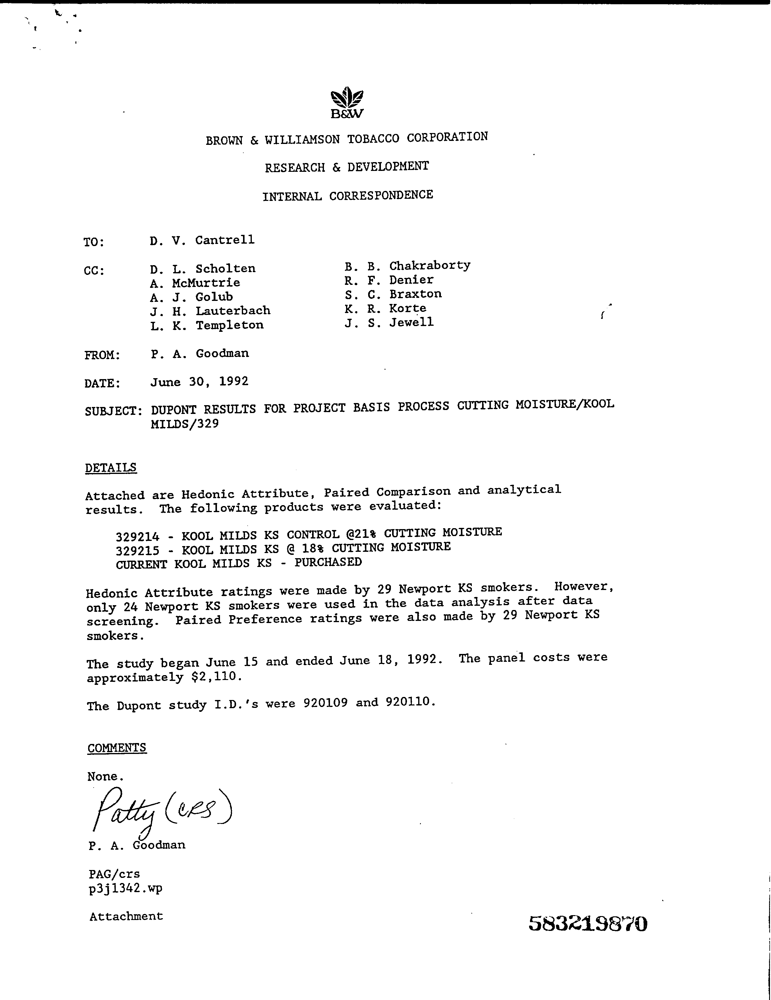 B&W
BROWN & WILLIAMSON TOBACCO CORPORATION
RESEARCH & DEVELOPMENT
INTERNAL CORRESPONDENCE
TO: D. V. Cantrell
CC: D. L. Scholten B. B. Chakraborty
A. McMurtrie R. F. Denier
A. J. Golub S. C. Braxton
J. H. Lauterbach K. R. Korte
L. K. Templeton J. S. Jewell
FROM: P. A. Goodman
DATE: June 30, 1992
SUBJECT: DUPONT RESULTS FOR PROJECT BASIS PROCESS CUTTING MOISTURE/KOOL
MILDS/329
DETAILS
Attached are Hedonic Attribute, Paired Comparison and analytical
results. The following products were evaluated:
329214 - KOOL MILDS KS CONTROL @21% CUTTING MOISTURE
329215 - KOOL MILDS KS @ 18% CUTTING MOISTURE
CURRENT KOOL MILDS KS - PURCHASED
Hedonic Attribute ratings were made by 29 Newport KS smokers. However,
only 24 Newport KS smokers were used in the data analysis after data
screening. Paired Preference ratings were also made by 29 Newport KS
smokers.
The study began June 15 and ended June 18, 1992. The panel costs were
approximately $2,110.
The Dupont study I.D.'s were 920109 and 920110.
COMMENTS
None.
Patty (crs)
P. A. Goodman
PAG/crs
p3j1342.wp
Attachment
583219870